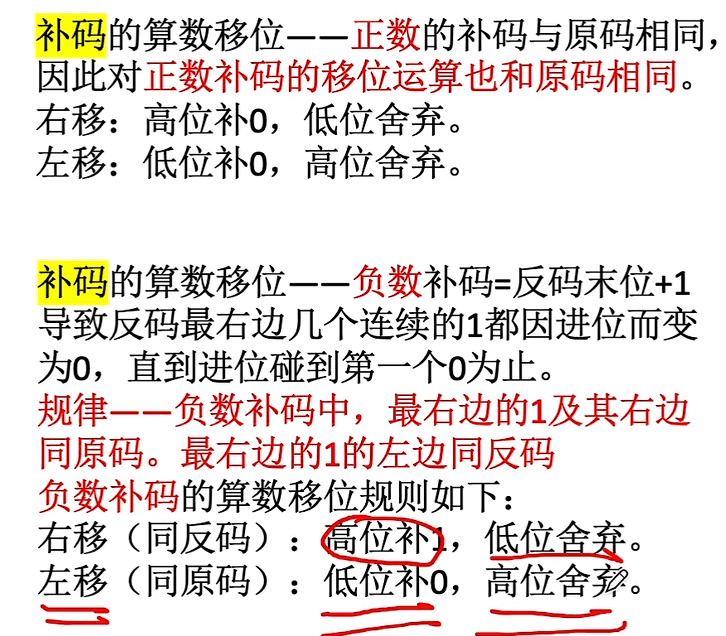 补码的算数移位——正数的补码与原码相同，
因此对正数补码的移位运算也和原码相同。
右移：高位补0，低位舍弃。
左移：低位补0，高位舍弃。
补码的算数移位——负数补码=反码末位+1
导致反码最右边几个连续的1都因进位而变
为0，直到进位碰到第一个0为止。
规律——负数补码中，最右边的1及其右边
同原码。最右边的1的左边同反码
负数补码的算数移位规则如下：
右移（同反码）：高位补1，低位舍弃。
左移（同原码）：低位补0，高位舍弃。